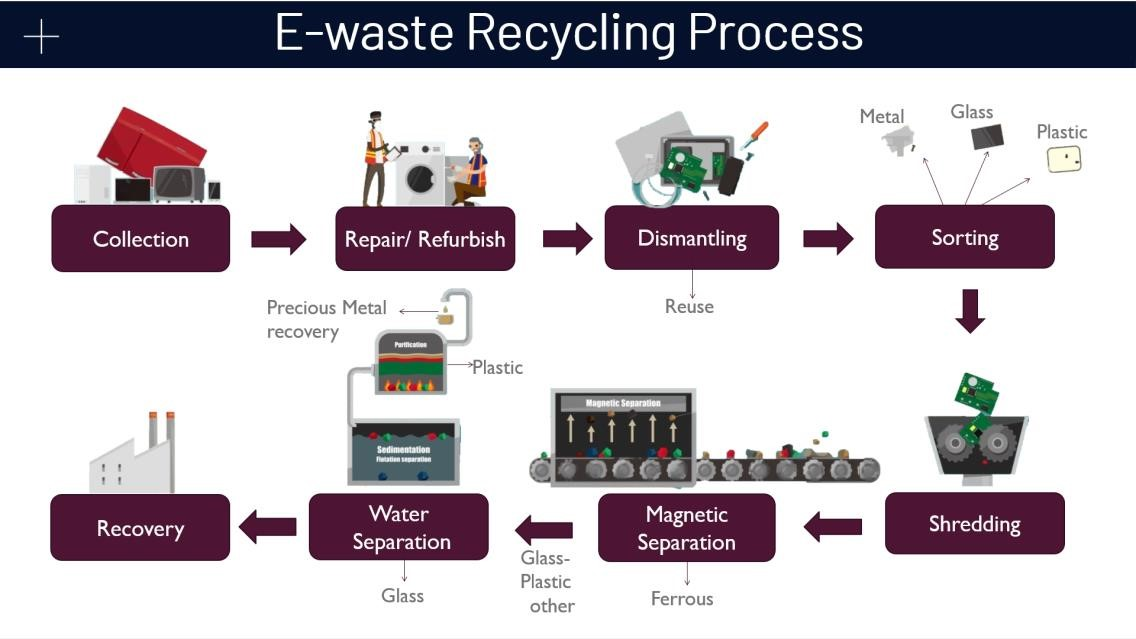 E-waste Recycling Process
Metal
Glass
Plastic
Collection
Repair/ Refurbish
Dismantling
Sorting
Reuse
Precious Metal
recovery
Purification
Plastic
Magnetic Separation
Sedimentation
Flutation separation
Recovery
Water
Separation
Magnetic
Separation
Shredding
Glass-
Plastic
other
Glass
Ferrous